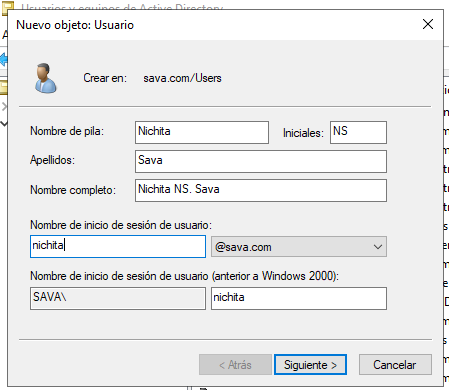 Usuarios y equipos de Active Directory
Nuevo objeto: Usuario
Crear en: sava.com/Users
Nombre de pila: Nichita Iniciales: NS
Apellidos: Sava
Nombre completo: Nichita NS. Sava
Nombre de inicio de sesión de usuario:
nichita @sava.com
Nombre de inicio de sesión de usuario (anterior a Windows 2000):
SAVA\ nichita
< Atrás Siguiente > Cancelar